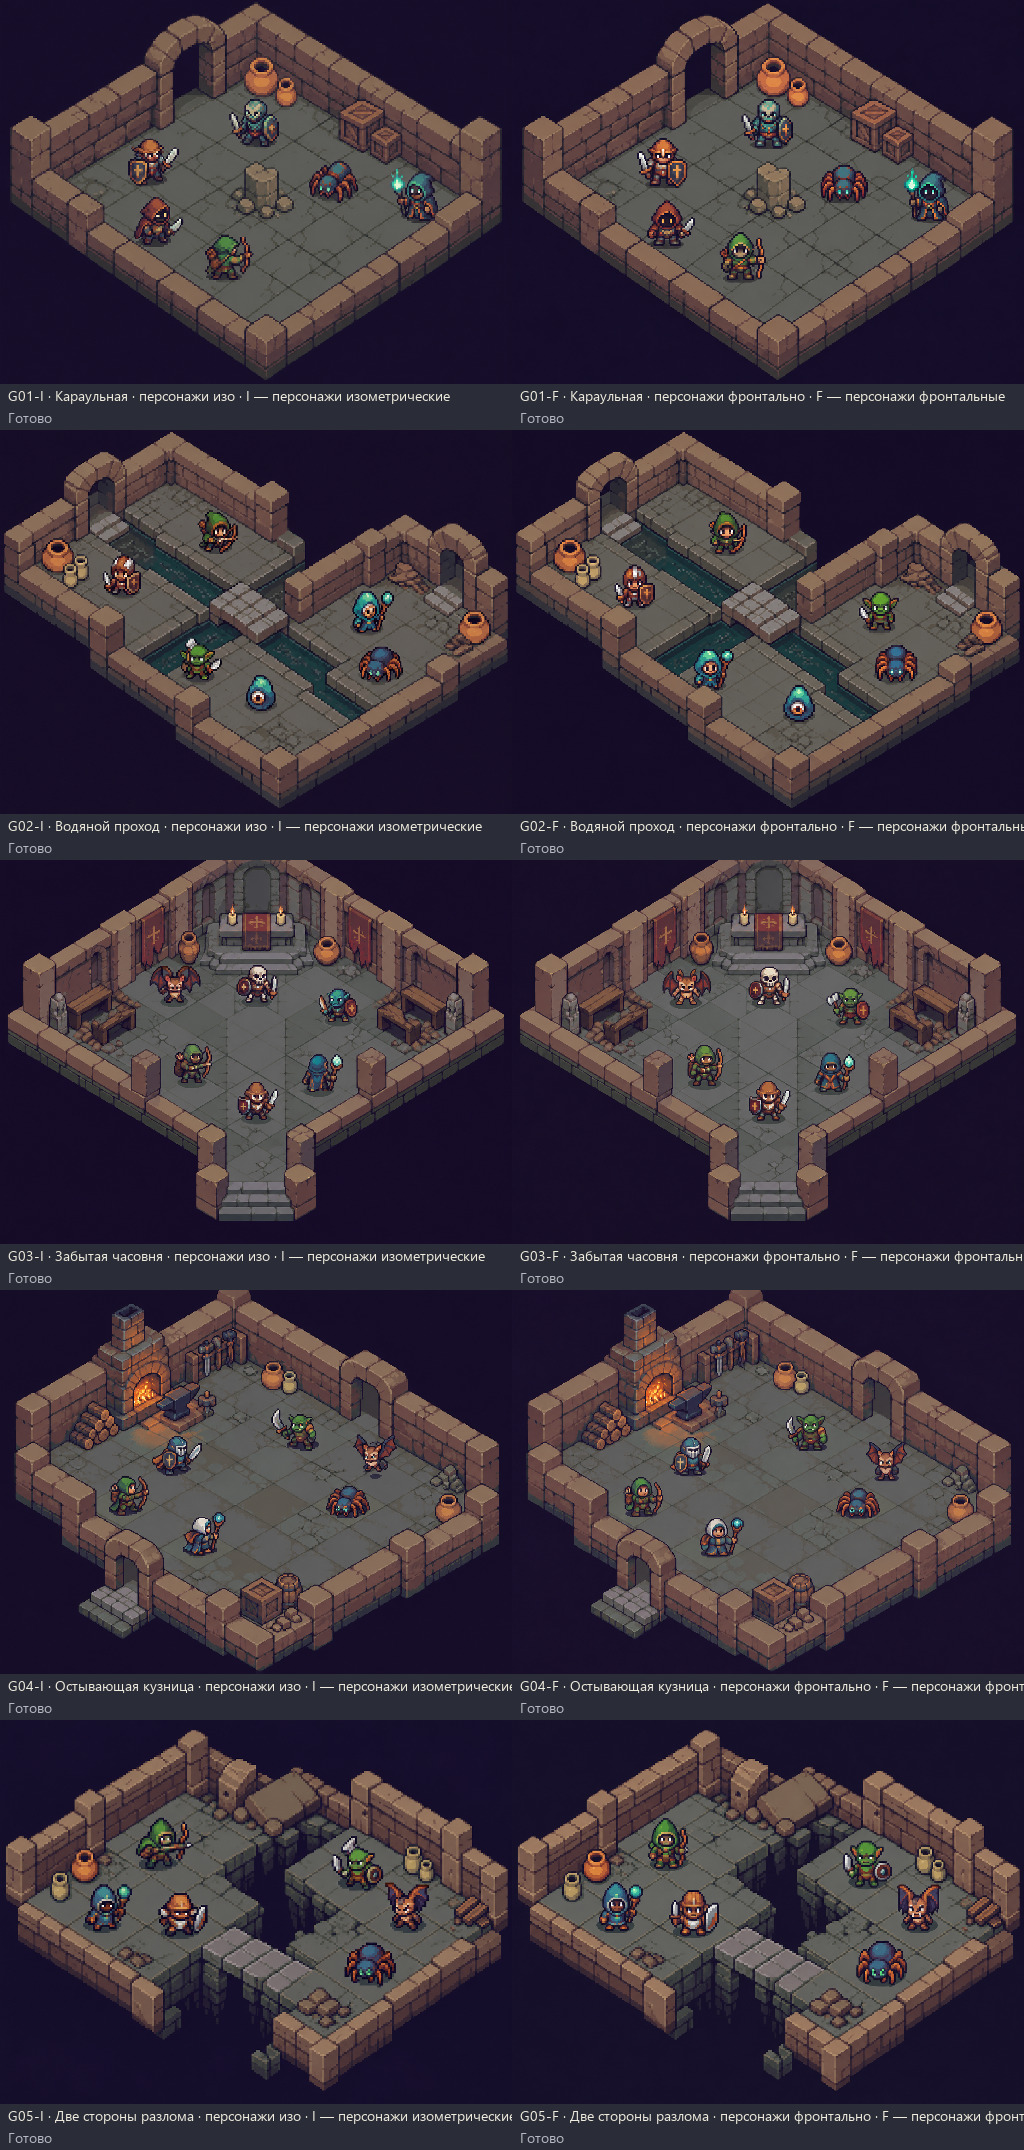 G01-I · Караульная · персонажи изо · I — персонажи изометрические
G01-F · Караульная · персонажи фронтально · F — персонажи фронтальные
Готово
Готово
G02-I · Водяной проход · персонажи изо · I — персонажи изометрические
G02-F · Водяной проход · персонажи фронтально · F — персонажи фронтальн
Готово
Готово
G03-I · Забытая часовня · персонажи изо · I — персонажи изометрические
G03-F · Забытая часовня · персонажи фронтально · F — персонажи фронтальн
Готово
Готово
G04-I · Остывающая кузница · персонажи изо · I — персонажи изометрические
G04-F · Остывающая кузница · персонажи фронтально · F — персонажи фронт
Готово
Готово
G05-I · Две стороны разлома · персонажи изо · I — персонажи изометрические
G05-F · Две стороны разлома · персонажи фронтально · F — персонажи фронт
Готово
Готово